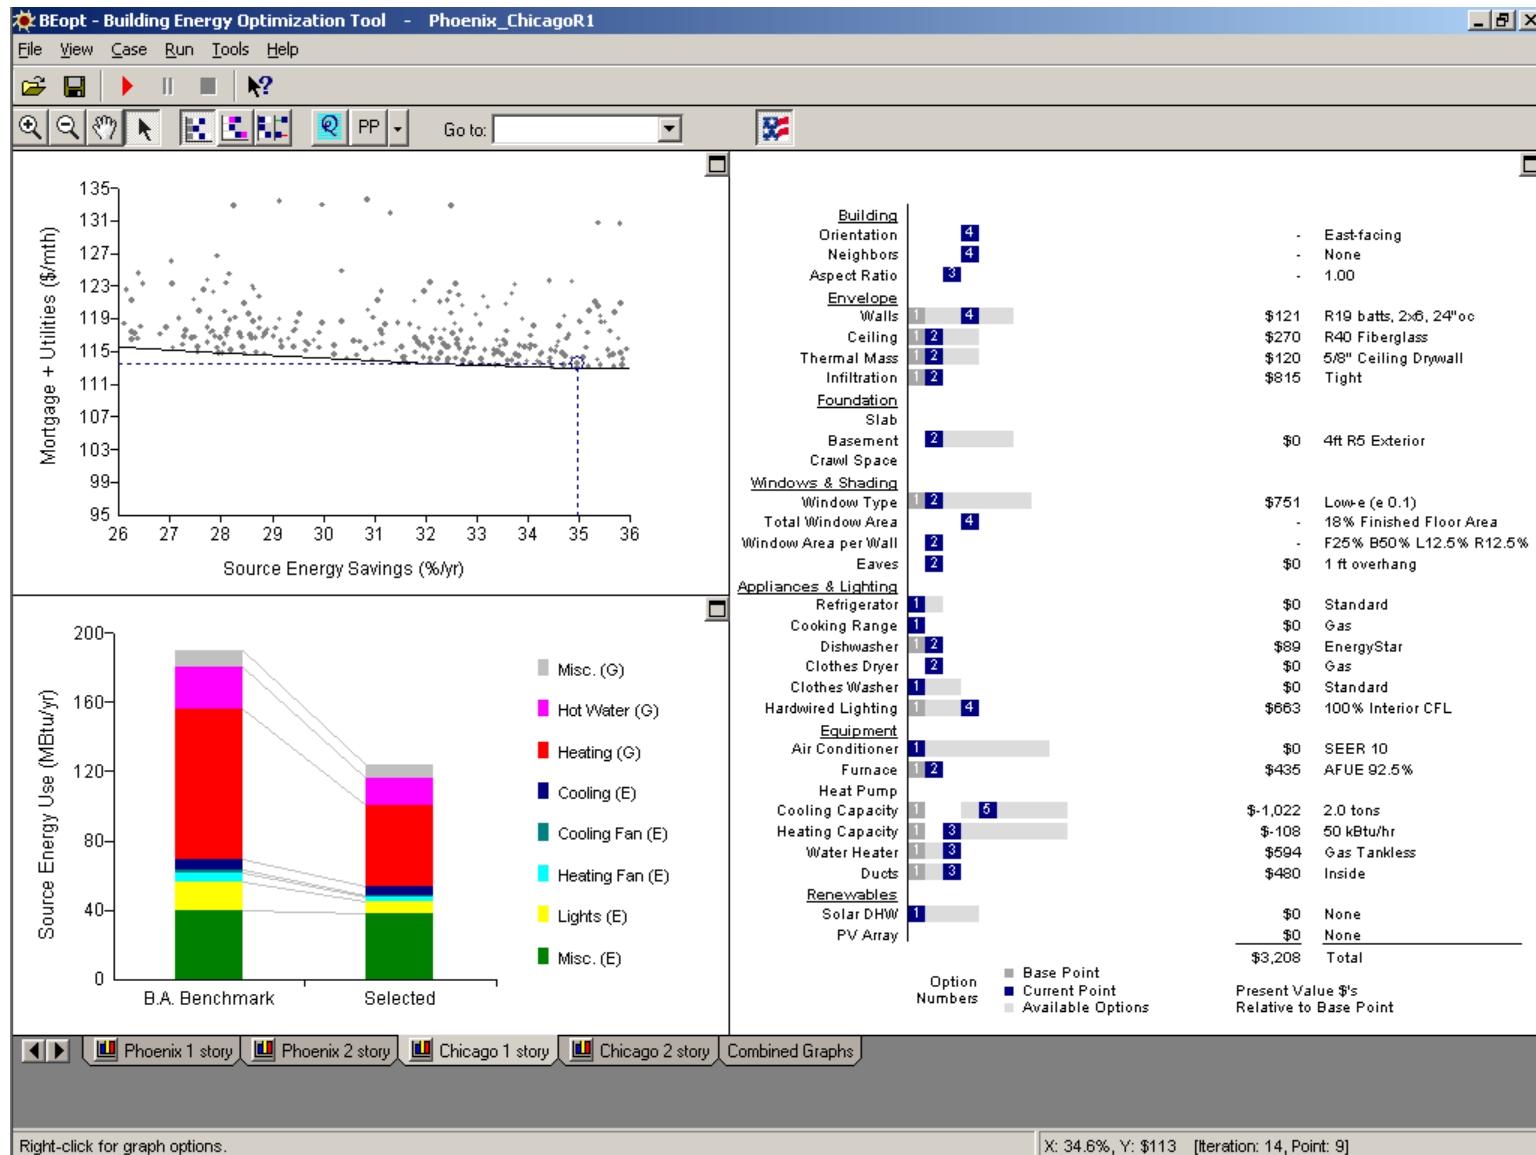 BEopt - Building Energy Optimization Tool - Phoenix_ChicagoR1
File View Case Run Tools Help
PP Go to:
135
131
127
123
119
115
111
107
103
99
95
Mortgage + Utilities ($/mth)
26 27 28 29 30 31 32 33 34 35 36
Source Energy Savings (%/yr)
200
160
120
80
40
0
Source Energy Use (MBtu/yr)
B.A. Benchmark Selected
Misc. (G)
Hot Water (G)
Heating (G)
Cooling (E)
Cooling Fan (E)
Heating Fan (E)
Lights (E)
Misc. (E)
Building
Orientation 4 - East-facing
Neighbors 4 - None
Aspect Ratio 3 - 1.00
Envelope
Walls 1 4 $121 R19 batts, 2x6, 24"oc
Ceiling 1 2 $270 R40 Fiberglass
Thermal Mass 1 2 $120 5/8" Ceiling Drywall
Infiltration 1 2 $815 Tight
Foundation
Slab
Basement 2 $0 4ft R5 Exterior
Crawl Space
Windows & Shading
Window Type 1 2 $751 Low-e (e 0.1)
Total Window Area 4 - 18% Finished Floor Area
Window Area per Wall 2 - F25% B50% L12.5% R12.5%
Eaves 2 $0 1 ft overhang
Appliances & Lighting
Refrigerator 1 $0 Standard
Cooking Range 1 $0 Gas
Dishwasher 1 2 $89 EnergyStar
Clothes Dryer 2 $0 Gas
Clothes Washer 1 $0 Standard
Hardwired Lighting 1 4 $663 100% Interior CFL
Equipment
Air Conditioner 1 $0 SEER 10
Furnace 1 2 $435 AFUE 92.5%
Heat Pump
Cooling Capacity 1 5 $-1,022 2.0 tons
Heating Capacity 1 3 $-108 50 kBtu/hr
Water Heater 1 3 $594 Gas Tankless
Ducts 1 3 $480 Inside
Renewables
Solar DHW 1 $0 None
PV Array $0 None
$3,208 Total
Option Numbers
Base Point
Current Point
Available Options
Present Value $'s
Relative to Base Point
Phoenix 1 story Phoenix 2 story Chicago 1 story Chicago 2 story Combined Graphs
Right-click for graph options. X: 34.6%, Y: $113 [Iteration: 14, Point: 9]